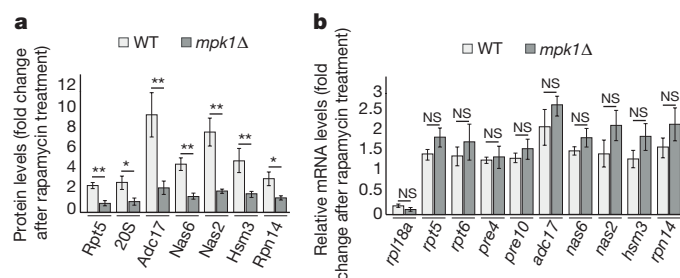 a
WT mpk1Δ
Protein levels (fold change
after rapamycin treatment)
12
10
8
6
4
2
0
** * ** ** ** ** *
Rpt5 20S Adc17 Nas6 Nas2 Hsm3 Rpn14
b
WT mpk1Δ
Relative mRNA levels (fold
change after rapamycin treatment)
3
2.5
2
1.5
1
0.5
0
NS NS NS NS NS NS NS NS NS NS
rpl18a rpt5 rpt6 pre4 pre10 adc17 nas6 nas2 hsm3 rpn14